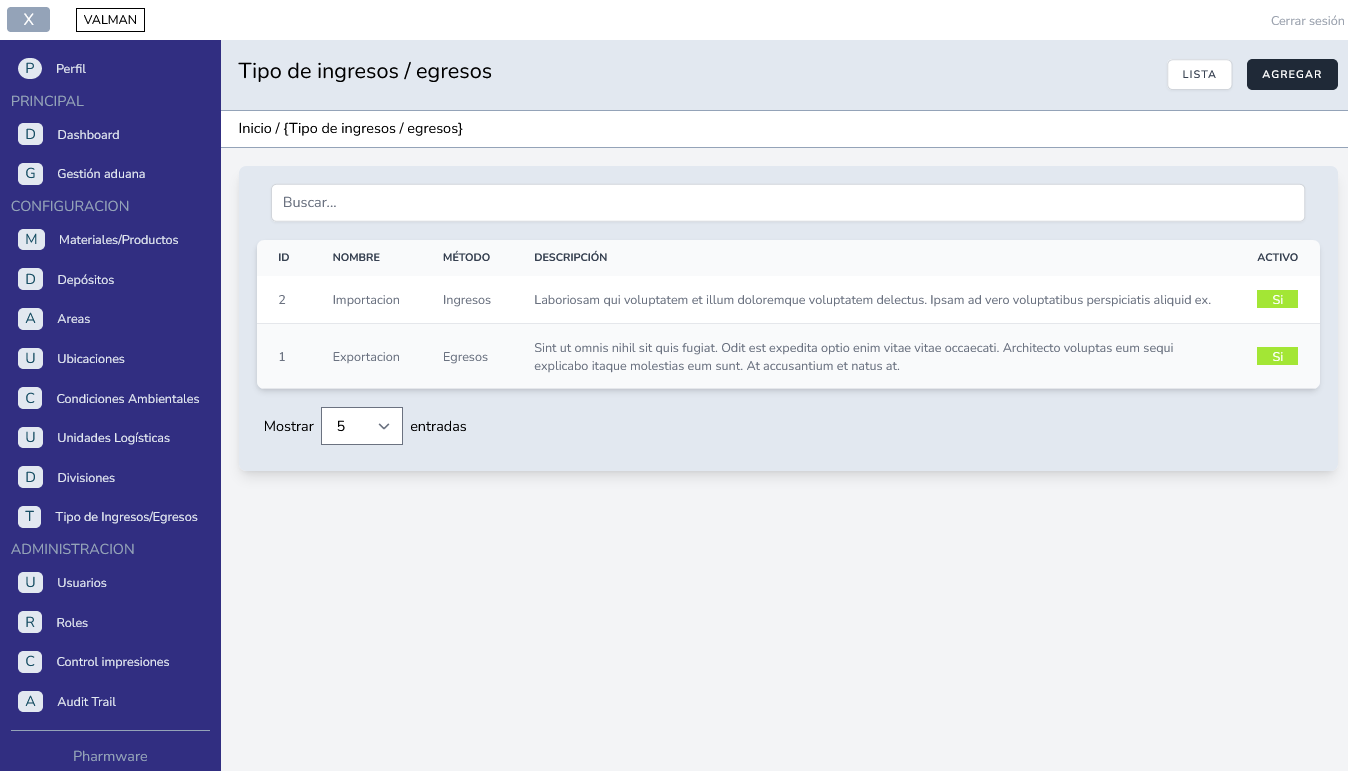 X VALMAN Cerrar sesión
P Perfil
PRINCIPAL
D Dashboard
G Gestión aduana
CONFIGURACION
M Materiales/Productos
D Depósitos
A Areas
U Ubicaciones
C Condiciones Ambientales
U Unidades Logísticas
D Divisiones
T Tipo de Ingresos/Egresos
ADMINISTRACION
U Usuarios
R Roles
C Control impresiones
A Audit Trail
Pharmware
Tipo de ingresos / egresos LISTA AGREGAR
Inicio / {Tipo de ingresos / egresos}
Buscar...
ID NOMBRE MÉTODO DESCRIPCIÓN ACTIVO
2 Importacion Ingresos Laboriosam qui voluptatem et illum doloremque voluptatem delectus. Ipsam ad vero voluptatibus perspiciatis aliquid ex. Si
1 Exportacion Egresos Sint ut omnis nihil sit quis fugiat. Odit est expedita optio enim vitae vitae occaecati. Architecto voluptas eum sequi
explicabo itaque molestias eum sunt. At accusantium et natus at. Si
Mostrar 5 entradas